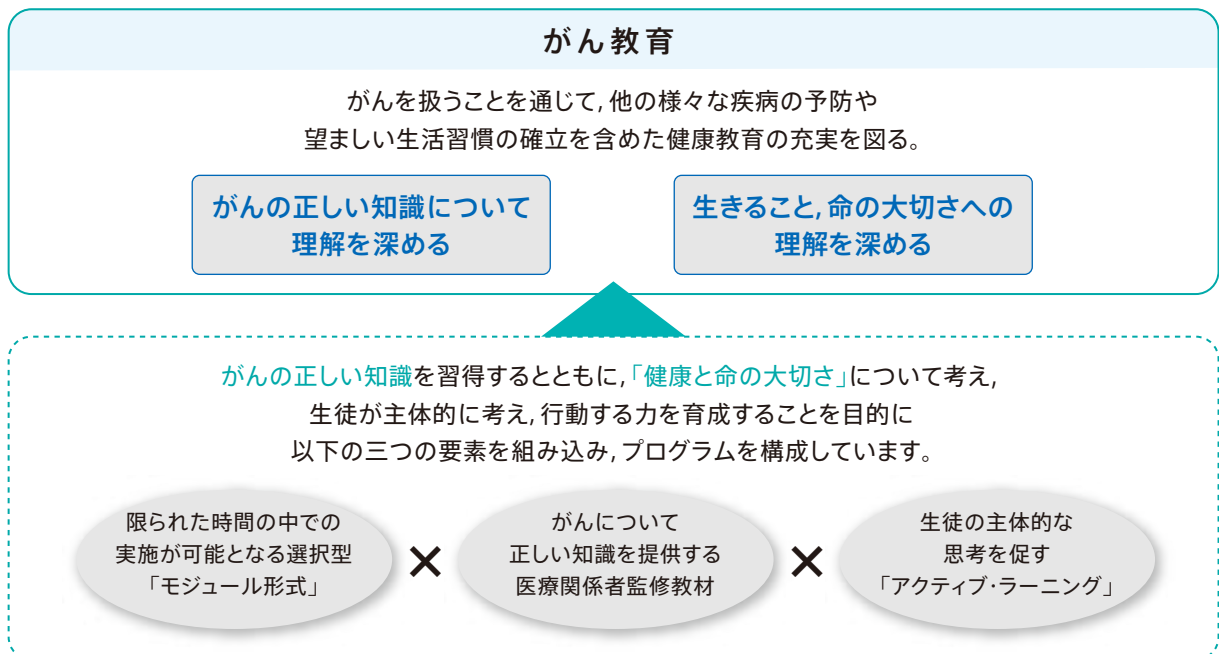 がん教育
がんを扱うことを通じて,他の様々な疾病の予防や
望ましい生活習慣の確立を含めた健康教育の充実を図る。
がんの正しい知識について
理解を深める
生きること,命の大切さへの
理解を深める
がんの正しい知識を習得するとともに,「健康と命の大切さ」について考え,
生徒が主体的に考え,行動する力を育成することを目的に
以下の三つの要素を組み込み,プログラムを構成しています。
限られた時間の中での
実施が可能となる選択型
「モジュール形式」
×
がんについて
正しい知識を提供する
医療関係者監修教材
×
生徒の主体的な
思考を促す
「アクティブ・ラーニング」